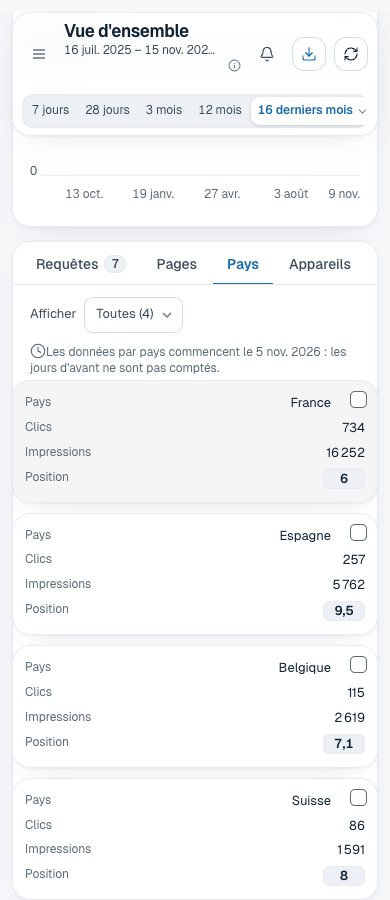 Vue d'ensemble
16 juil. 2025 – 15 nov. 202...
7 jours 28 jours 3 mois 12 mois 16 derniers mois
0
13 oct. 19 janv. 27 avr. 3 août 9 nov.
Requêtes 7 Pages Pays Appareils
Afficher Toutes (4)
Les données par pays commencent le 5 nov. 2026 : les
jours d'avant ne sont pas comptés.
Pays France
Clics 734
Impressions 16 252
Position 6
Pays Espagne
Clics 257
Impressions 5 762
Position 9,5
Pays Belgique
Clics 115
Impressions 2 619
Position 7,1
Pays Suisse
Clics 86
Impressions 1 591
Position 8